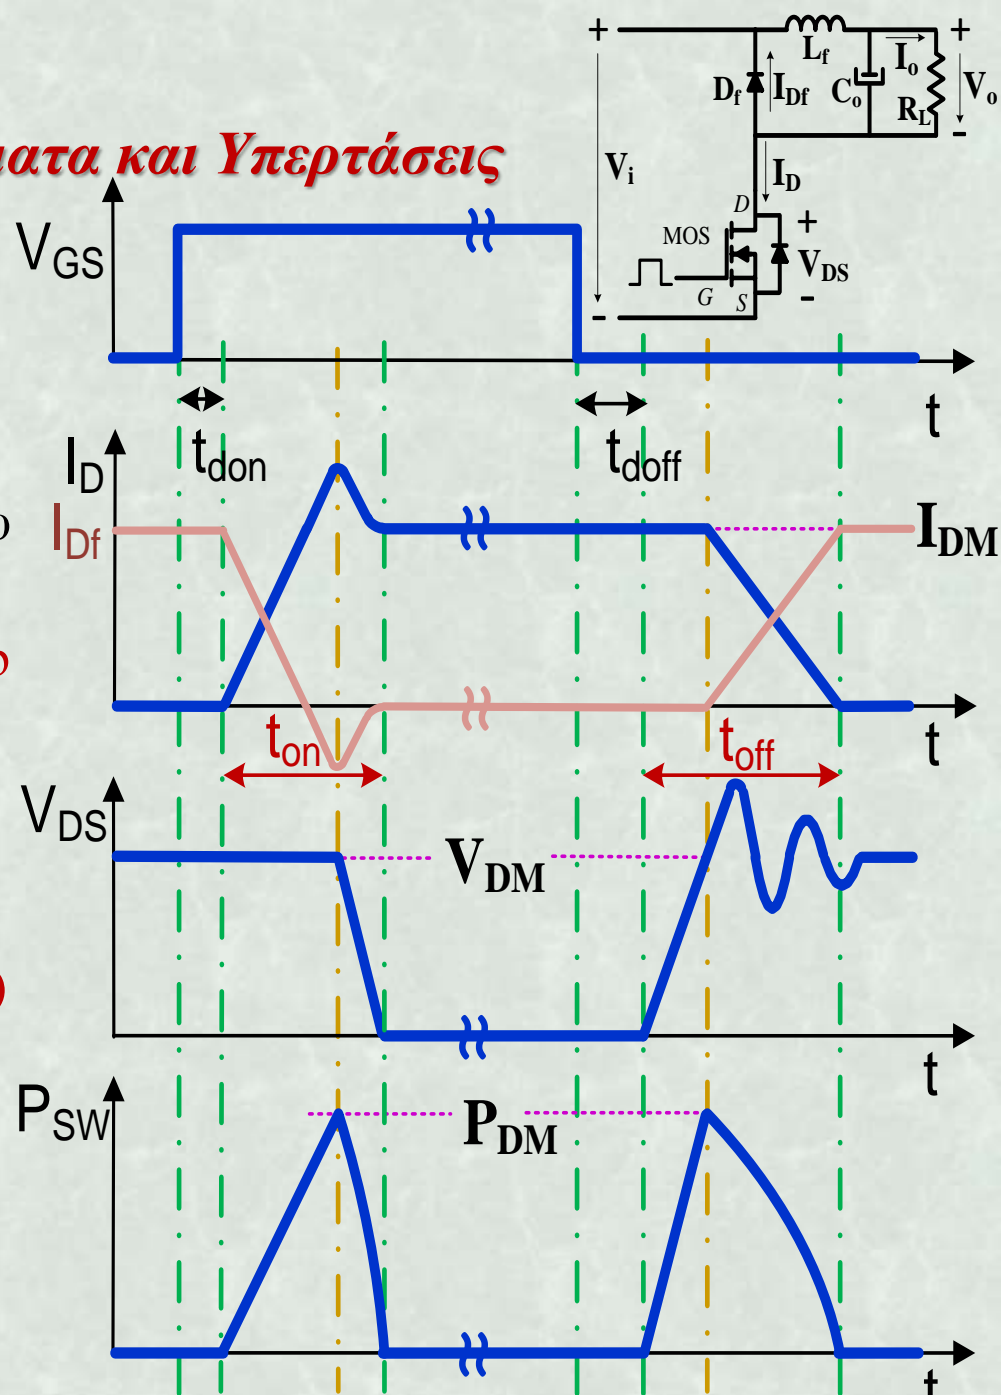 + L_f I_o +
D_f I_Df C_o R_L V_o
-
και Υπερτάσεις
V_i I_D
D
MOS + V_DS
G S -
-
V_GS
t
t_don t_doff
I_D
I_Df I_DM
t_on t_off t
V_DS
V_DM
t
P_SW
P_DM
t